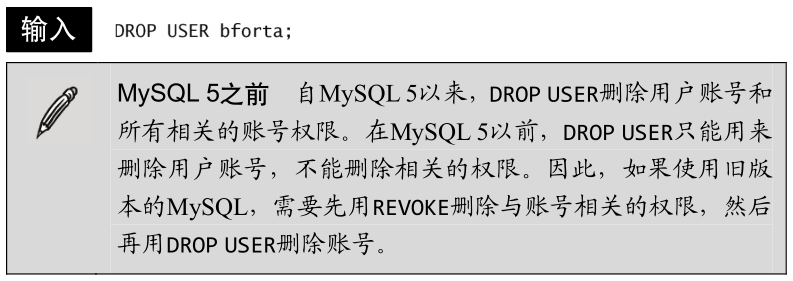 输入 DROP USER bforta;
MySQL 5之前 自MySQL 5以来，DROP USER删除用户账号和
所有相关的账号权限。在MySQL 5以前，DROP USER只能用来
删除用户账号，不能删除相关的权限。因此，如果使用旧版
本的MySQL，需要先用REVOKE删除与账号相关的权限，然后
再用DROP USER删除账号。